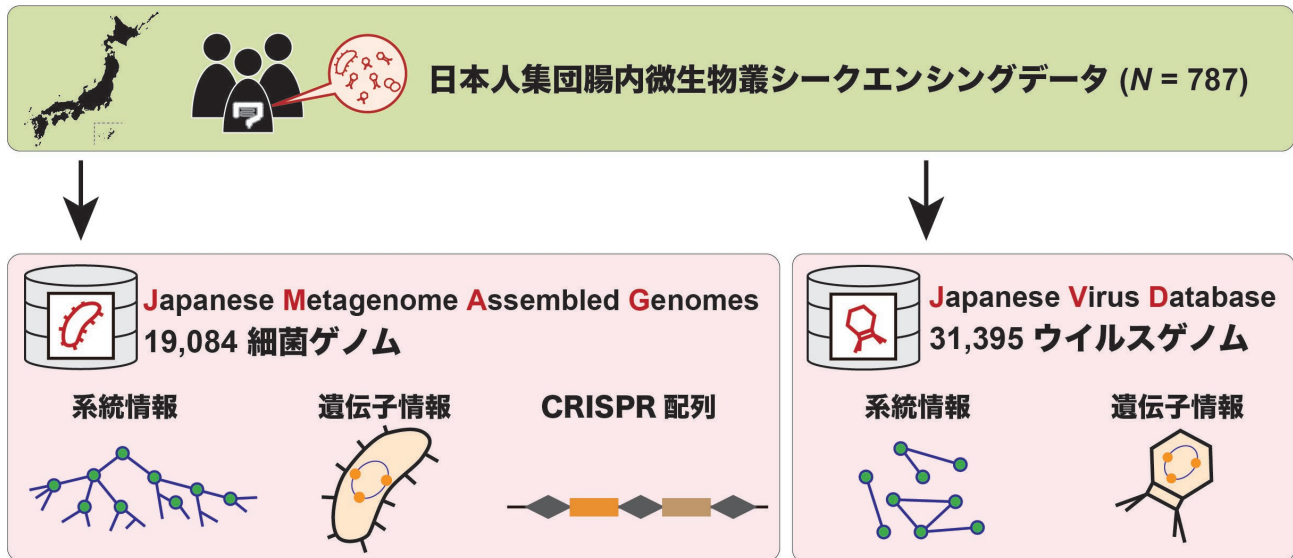 日本人集団腸内微生物叢シークエンシングデータ (N = 787)
Japanese Metagenome Assembled Genomes
19,084 細菌ゲノム
系統情報
遺伝子情報
CRISPR 配列
Japanese Virus Database
31,395 ウイルスゲノム
系統情報
遺伝子情報